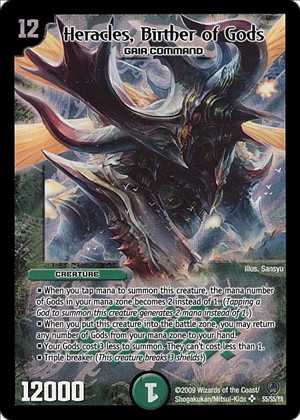 12
Heracles, Birther of Gods
GAIA COMMAND
illus. Sansyu
CREATURE
■ When you tap mana to summon this creature, the mana number
of Gods in your mana zone becomes 2 instead of 1. (Tapping a
God to summon this creature generates 2 mana instead of 1.)
■ When you put this creature into the battle zone, you may return
any number of Gods from your mana zone to your hand.
■ Your Gods cost 3 less to summon. They can't cost less than 1.
■ Triple breaker (This creature breaks 3 shields.)
12000
1
©2009 Wizards of the Coast/
Shogakukan/Mitsui-Kids
S5/S5/Y8